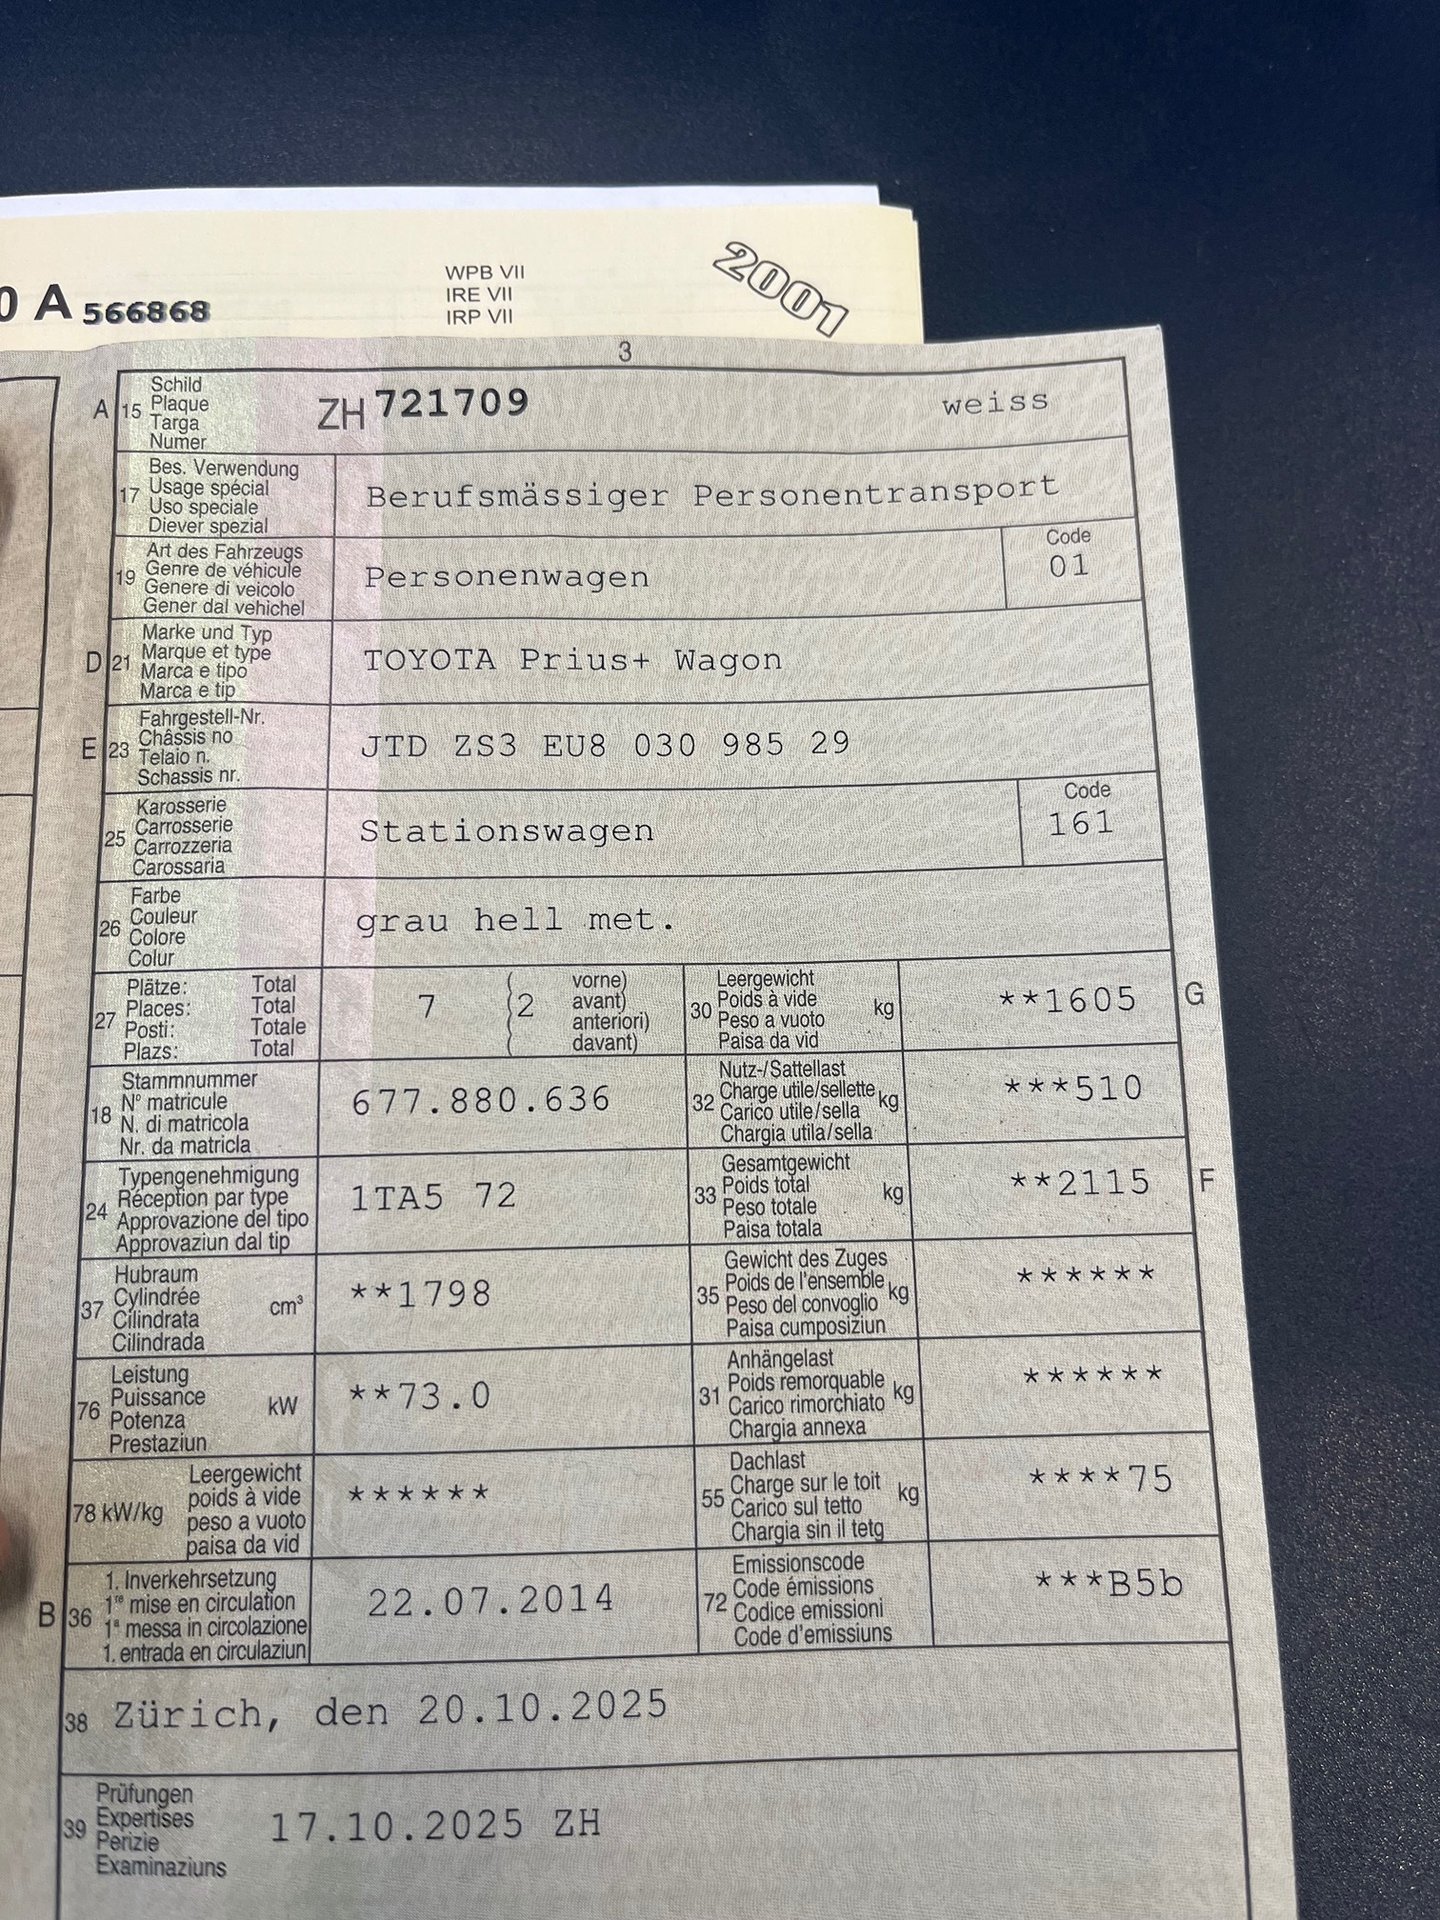 0 A 566868
WPB VII
IRE VII
IRP VII
2001
3
A 15 Schild
Plaque
Targa
Numer
ZH 721709 weiss
17 Bes. Verwendung
Usage spécial
Uso speciale
Diever spezial
Berufsmässiger Personentransport
19 Art des Fahrzeugs
Genre de véhicule
Genere di veicolo
Gener dal vehichel
Personenwagen
Code
01
D 21 Marke und Typ
Marque et type
Marca e tipo
Marca e tip
TOYOTA Prius+ Wagon
E 23 Fahrgestell-Nr.
Châssis no
Telaio n.
Schassis nr.
JTD ZS3 EU8 030 985 29
25 Karosserie
Carrosserie
Carrozzeria
Carossaria
Stationswagen
Code
161
26 Farbe
Couleur
Colore
Colur
grau hell met.
27 Plätze: Total
Places: Total
Posti: Totale
Plazs: Total
7 (2 vorne)
avant)
anteriori)
davant)
30 Leergewicht
Poids à vide
Peso a vuoto
Paisa da vid
kg **1605 G
18 Stammnummer
N° matricule
N. di matricola
Nr. da matricla
677.880.636
32 Nutz-/Sattellast
Charge utile/sellette
Carico utile/sella
Chargia utila/sella
kg ***510
24 Typengenehmigung
Réception par type
Approvazione del tipo
Approvaziun dal tip
1TA5 72
33 Gesamtgewicht
Poids total
Peso totale
Paisa totala
kg **2115 F
37 Hubraum
Cylindrée
Cilindrata
Cilindrada
cm³ **1798
35 Gewicht des Zuges
Poids de l'ensemble
Peso del convoglio
Paisa cumposiziun
kg ******
76 Leistung
Puissance
Potenza
Prestaziun
kW **73.0
31 Anhängelast
Poids remorquable
Carico rimorchiato
Chargia annexa
kg ******
78 kW/kg Leergewicht
poids à vide
peso a vuoto
paisa da vid
******
55 Dachlast
Charge sur le toit
Carico sul tetto
Chargia sin il tetg
kg ****75
B 36 1. Inverkehrsetzung
1re mise en circulation
1a messa in circolazione
1. entrada en circulaziun
22.07.2014
72 Emissionscode
Code émissions
Codice emissioni
Code d'emissiuns
***B5b
38 Zürich, den 20.10.2025
39 Prüfungen
Expertises
Perizie
Examinaziuns
17.10.2025 ZH